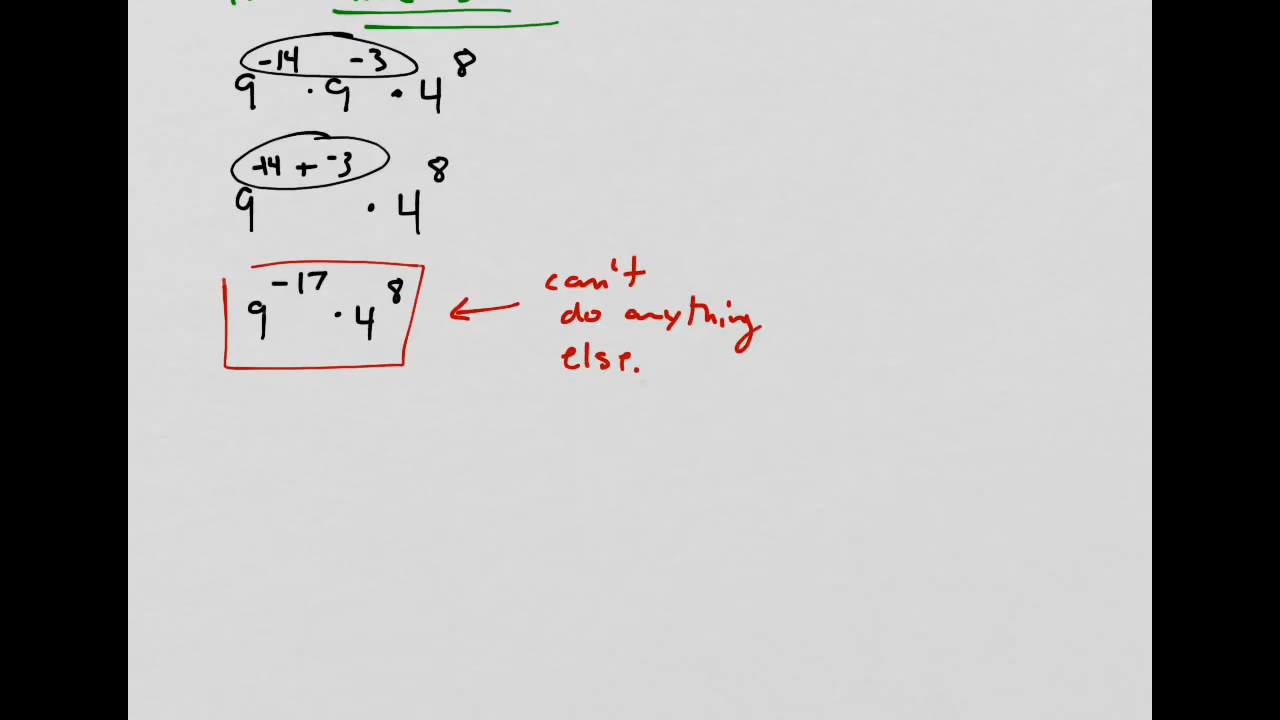 9^-14 · 9^-3 · 4^8
9^-14 + -3 · 4^8
9^-17 · 4^8
can't
do anything
else.